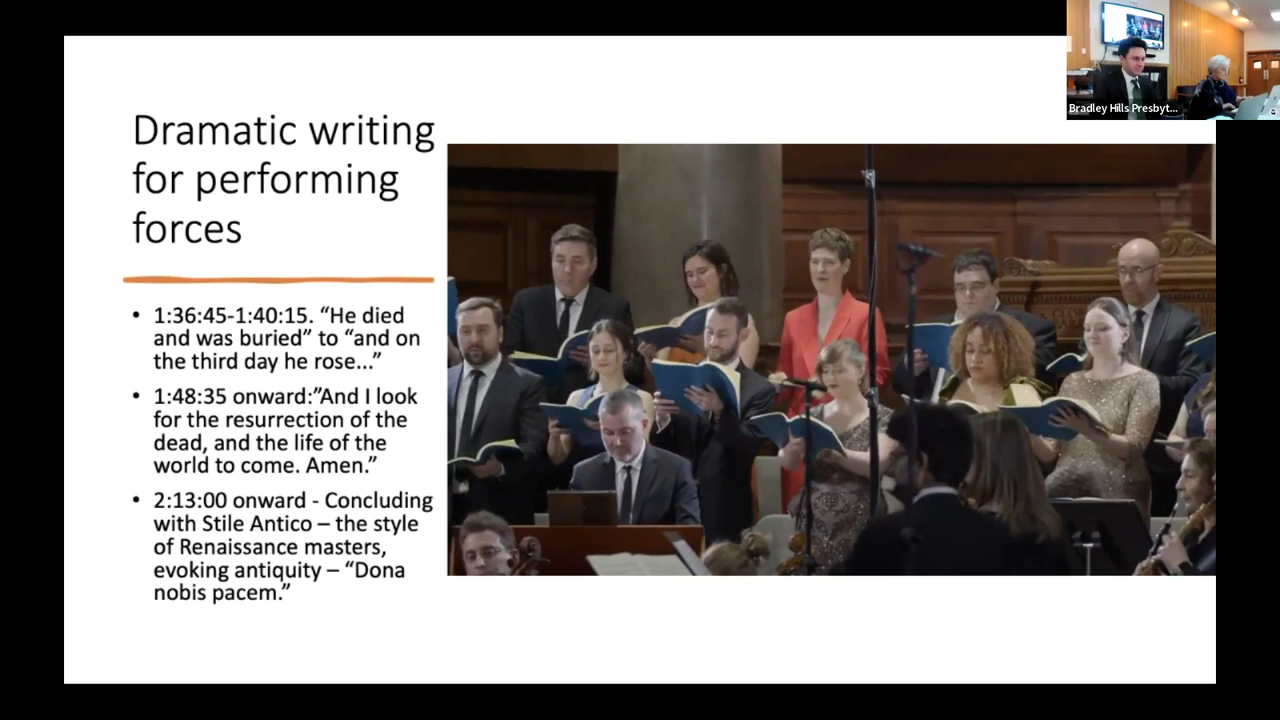 Bradley Hills Presbyt...
Dramatic writing
for performing
forces
• 1:36:45-1:40:15. “He died
and was buried” to “and on
the third day he rose...”
• 1:48:35 onward:”And I look
for the resurrection of the
dead, and the life of the
world to come. Amen.”
• 2:13:00 onward - Concluding
with Stile Antico – the style
of Renaissance masters,
evoking antiquity – “Dona
nobis pacem.”